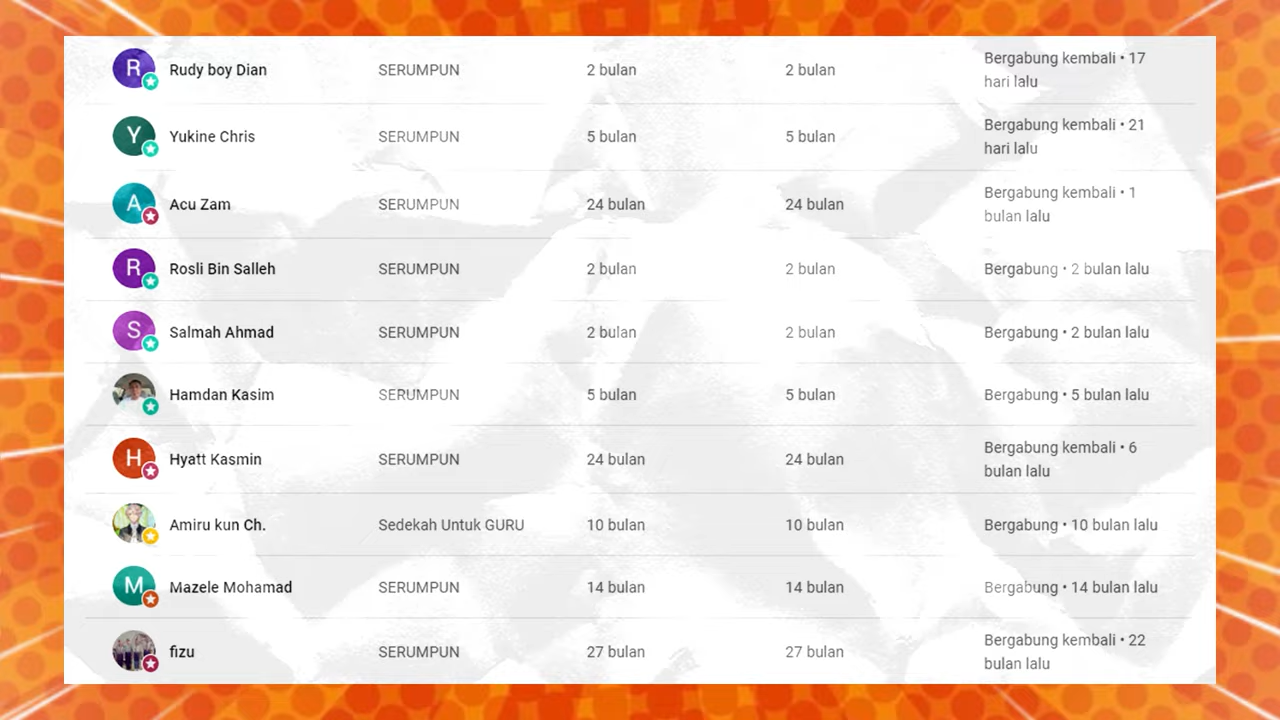 R Rudy boy Dian SERUMPUN 2 bulan 2 bulan Bergabung kembali • 17
hari lalu
Y Yukine Chris SERUMPUN 5 bulan 5 bulan Bergabung kembali • 21
hari lalu
A Acu Zam SERUMPUN 24 bulan 24 bulan Bergabung kembali • 1
bulan lalu
R Rosli Bin Salleh SERUMPUN 2 bulan 2 bulan Bergabung • 2 bulan lalu
S Salmah Ahmad SERUMPUN 2 bulan 2 bulan Bergabung • 2 bulan lalu
Hamdan Kasim SERUMPUN 5 bulan 5 bulan Bergabung • 5 bulan lalu
H Hyatt Kasmin SERUMPUN 24 bulan 24 bulan Bergabung kembali • 6
bulan lalu
Amiru kun Ch. Sedekah Untuk GURU 10 bulan 10 bulan Bergabung • 10 bulan lalu
M Mazele Mohamad SERUMPUN 14 bulan 14 bulan Bergabung • 14 bulan lalu
fizu SERUMPUN 27 bulan 27 bulan Bergabung kembali • 22
bulan lalu